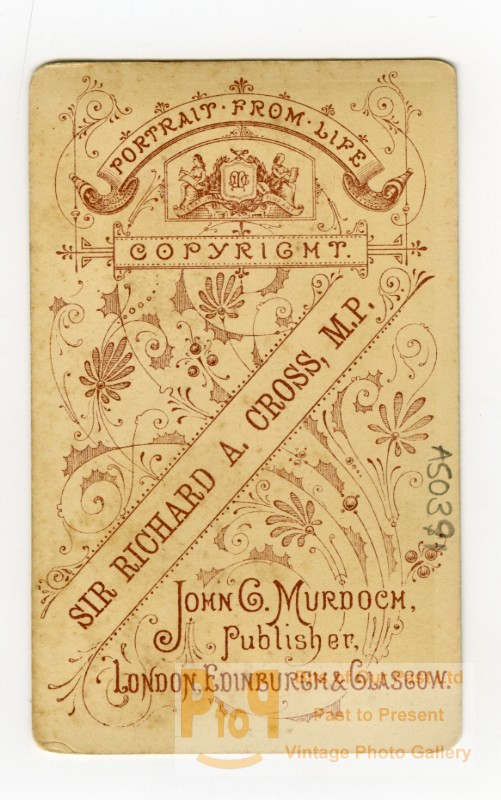 PORTRAIT · FROM · LIFE
COPYRIGHT.
SIR RICHARD A. CROSS, M.P.
JOHN G. MURDOCH,
Publisher,
LONDON, EDINBURGH & GLASGOW.
PtoP
Past to Present
Vintage Photo Gallery